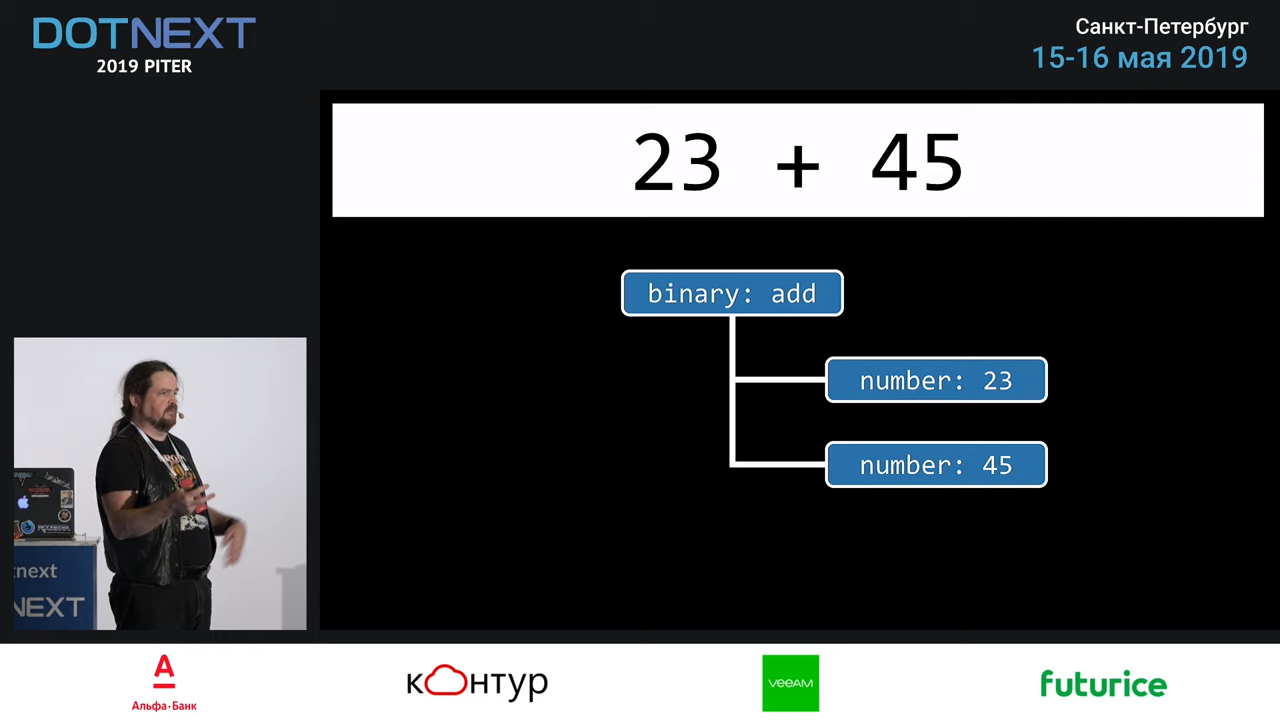 DOTNEXT
2019 PITER
Санкт-Петербург
15-16 мая 2019
23 + 45
binary: add
number: 23
number: 45
tnext
NEXT
А
Альфа·Банк
контур
veeam
futurice